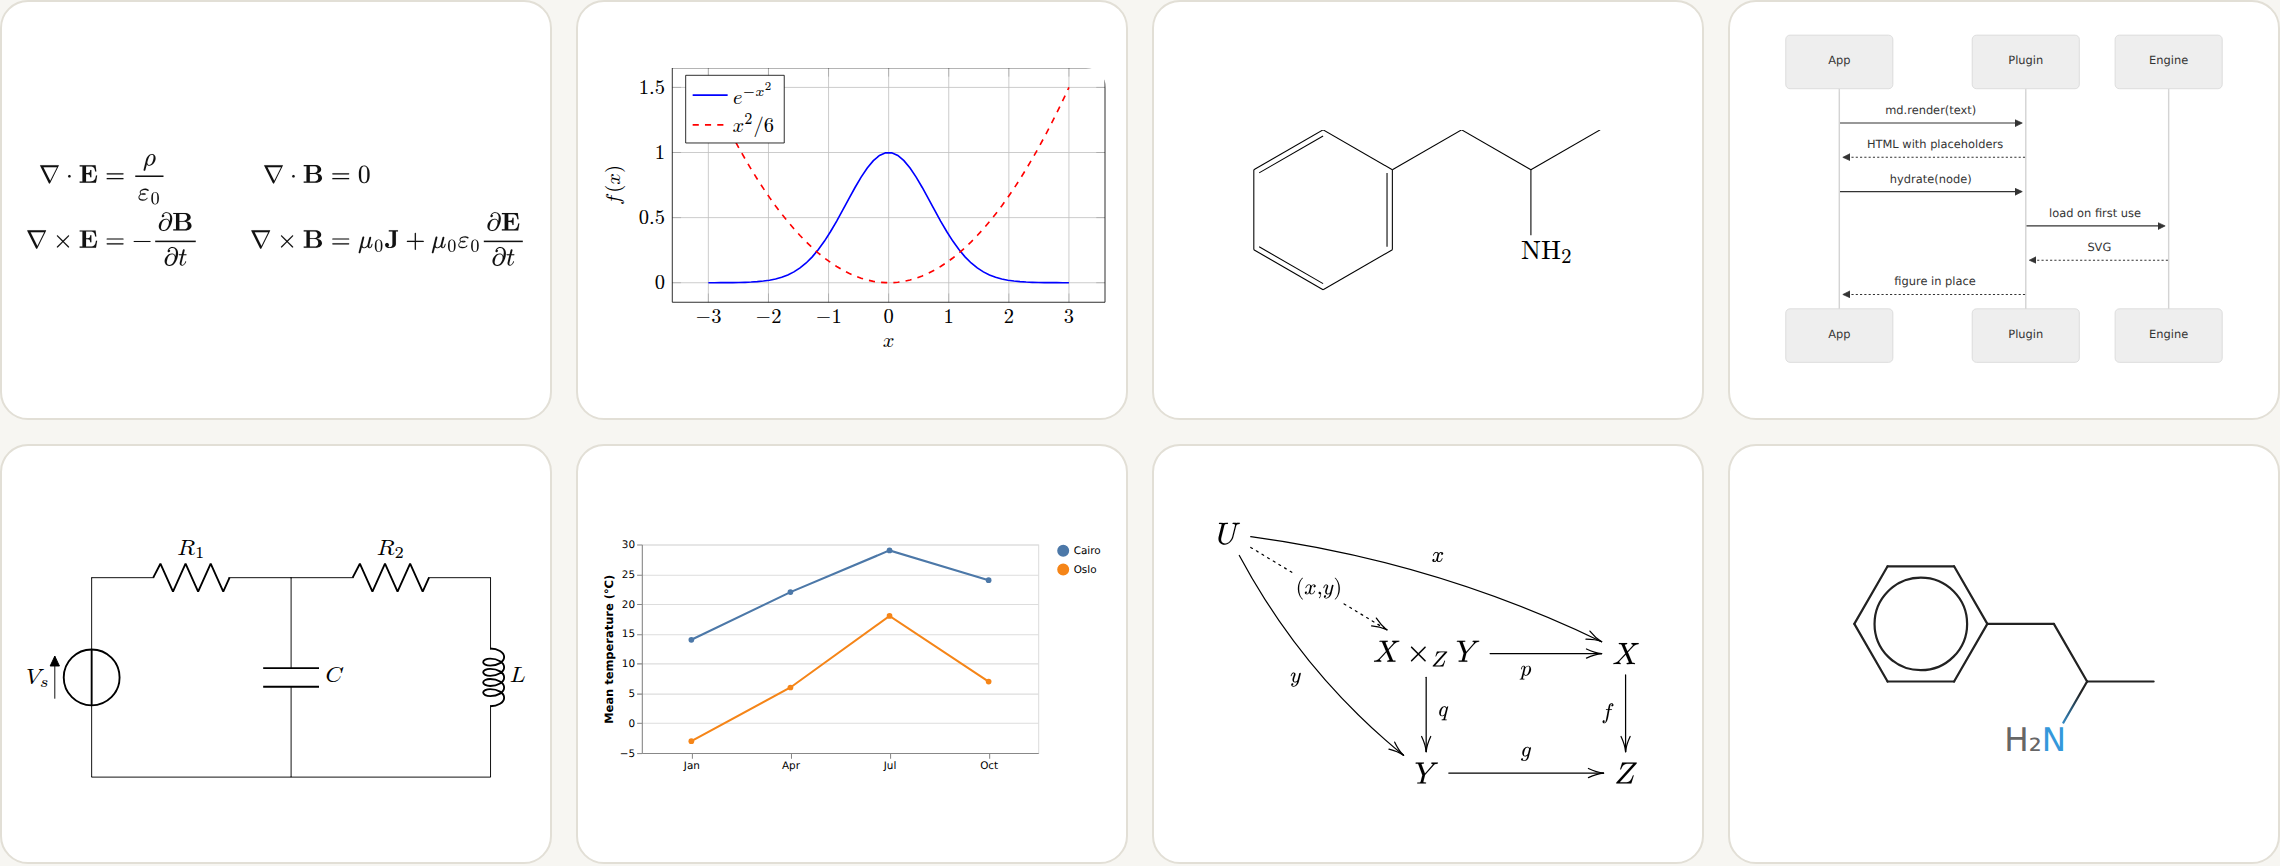 ∇ · E = ρ/ε₀    ∇ · B = 0
∇ × E = −∂B/∂t    ∇ × B = μ₀J + μ₀ε₀ ∂E/∂t
e^{−x²}
x²/6
1.5
1
0.5
0
f(x)
−3 −2 −1 0 1 2 3
x
NH₂
App Plugin Engine
md.render(text)
HTML with placeholders
hydrate(node)
load on first use
SVG
figure in place
App Plugin Engine
R₁ R₂
Vₛ C L
30
25
20
15
10
5
0
−5
Mean temperature (°C)
Jan Apr Jul Oct
Cairo
Oslo
U
x
(x,y)
X ×_Z Y
p
X
y
q
f
g
Y
Z
H₂N